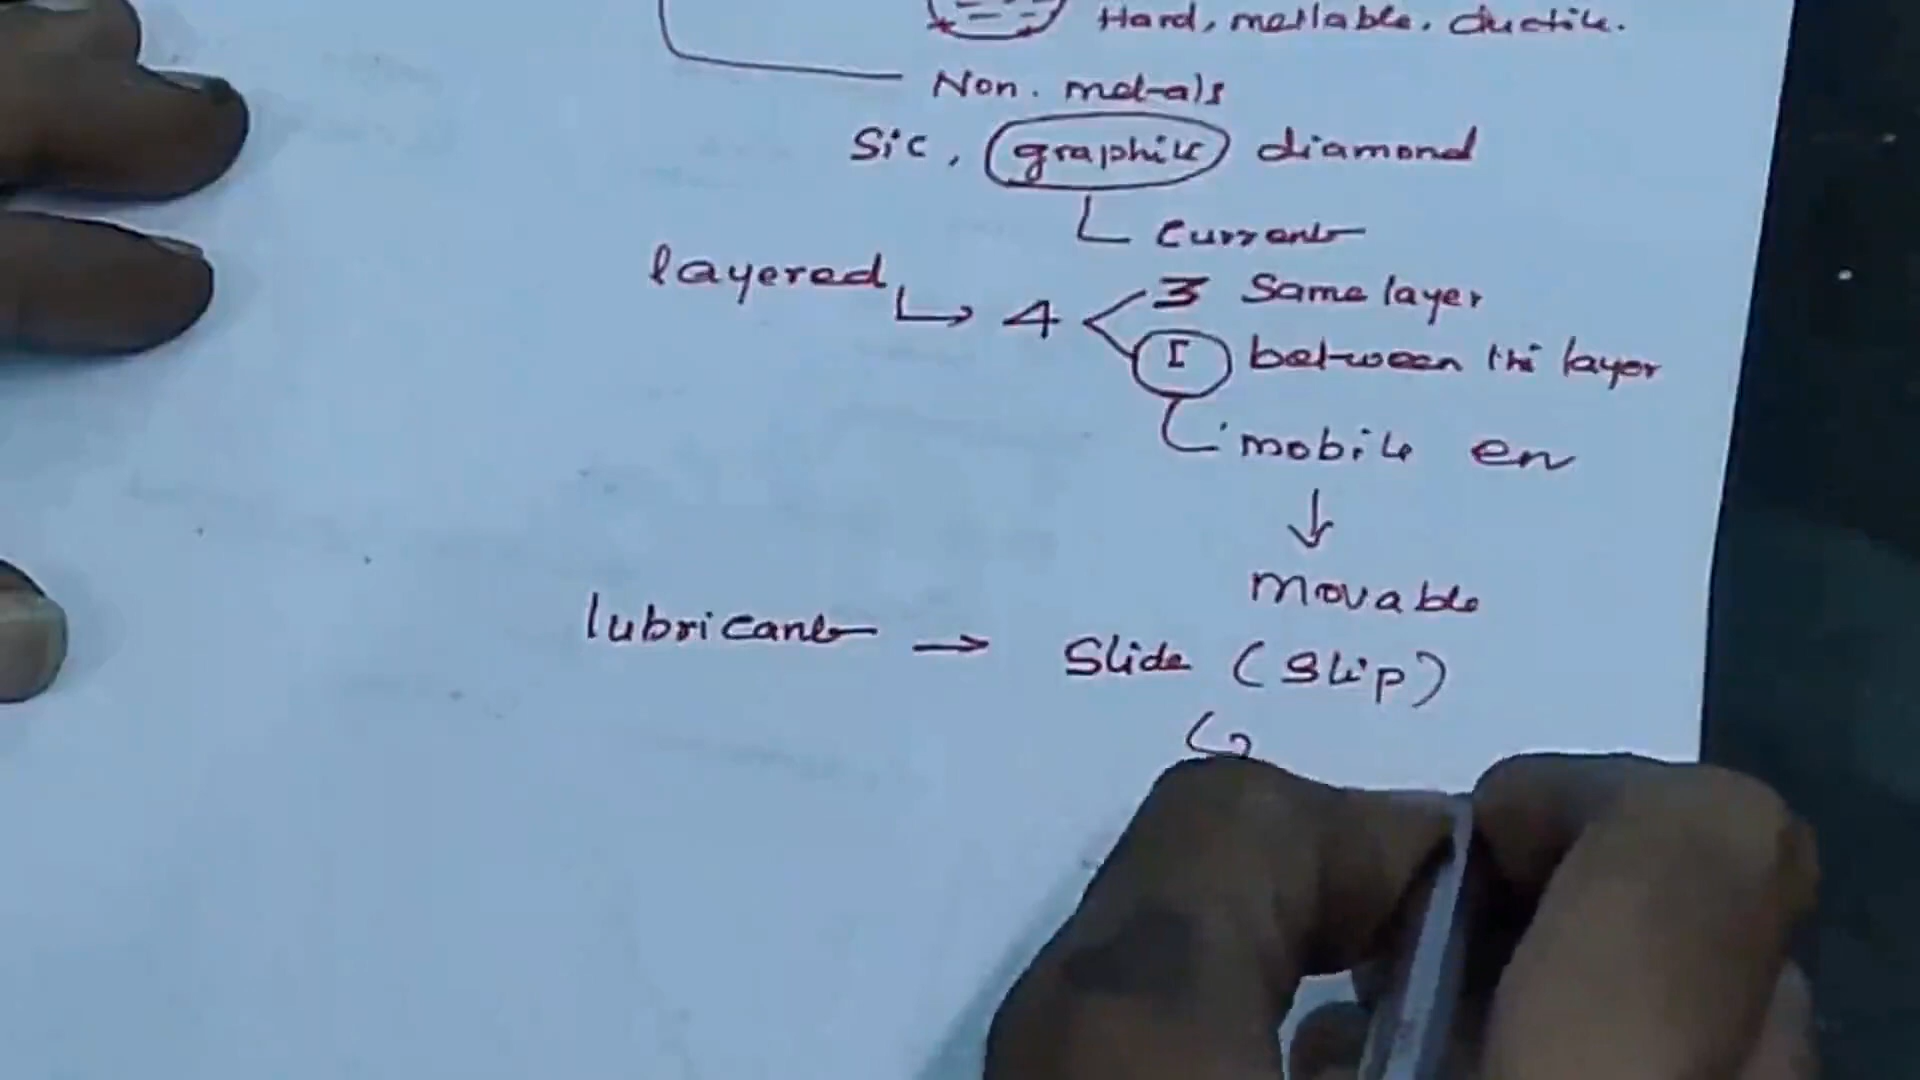 Hard, mellable, ductile.
Non. metals
Sic, graphite diamond
Current
layered
4
3 Same layer
I between the layer
mobile en
movable
lubricant → Slide (Slip)